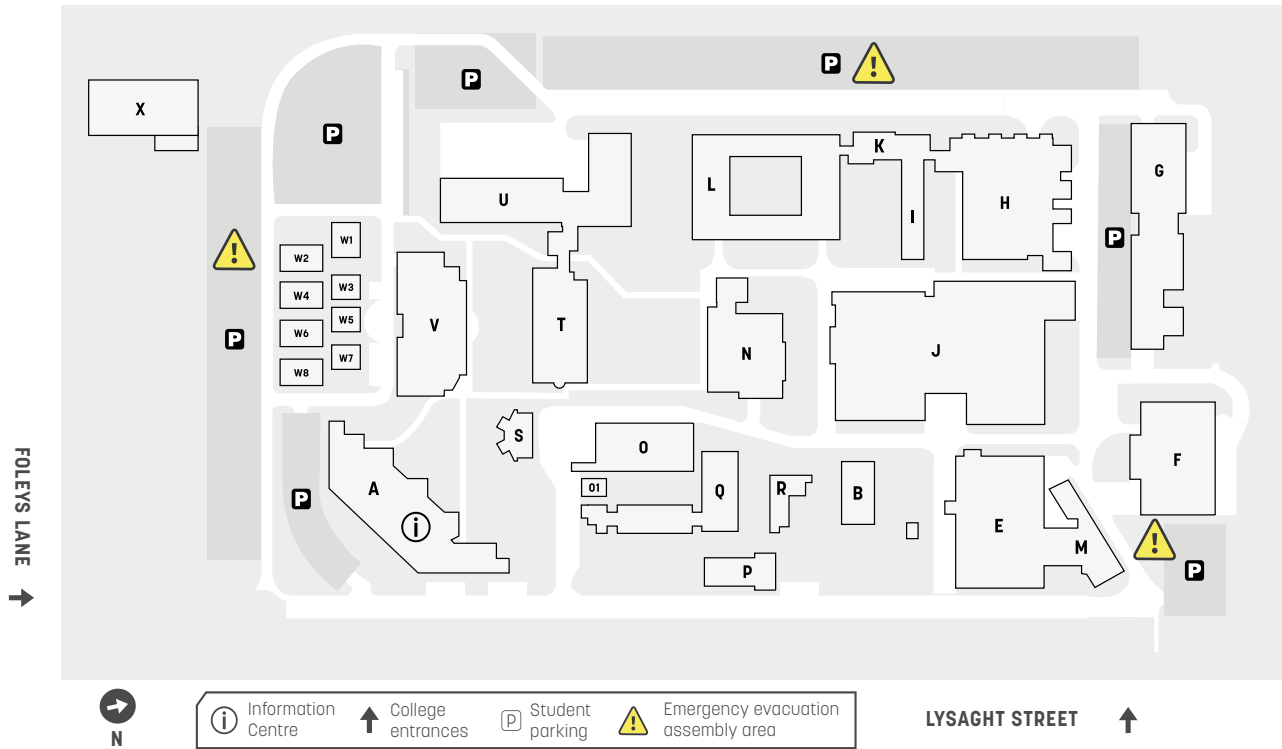 P
P
P
X
K
G
L
U
I
H
P
W1
W2
W3
W4
W5
W6
W7
W8
P
V
T
N
J
S
O
F
A
P
O1
Q
R
B
E
M
P
P
FOLEYS LANE
N
Information
Centre
College
entrances
P
Student
parking
Emergency evacuation
assembly area
LYSAGHT STREET